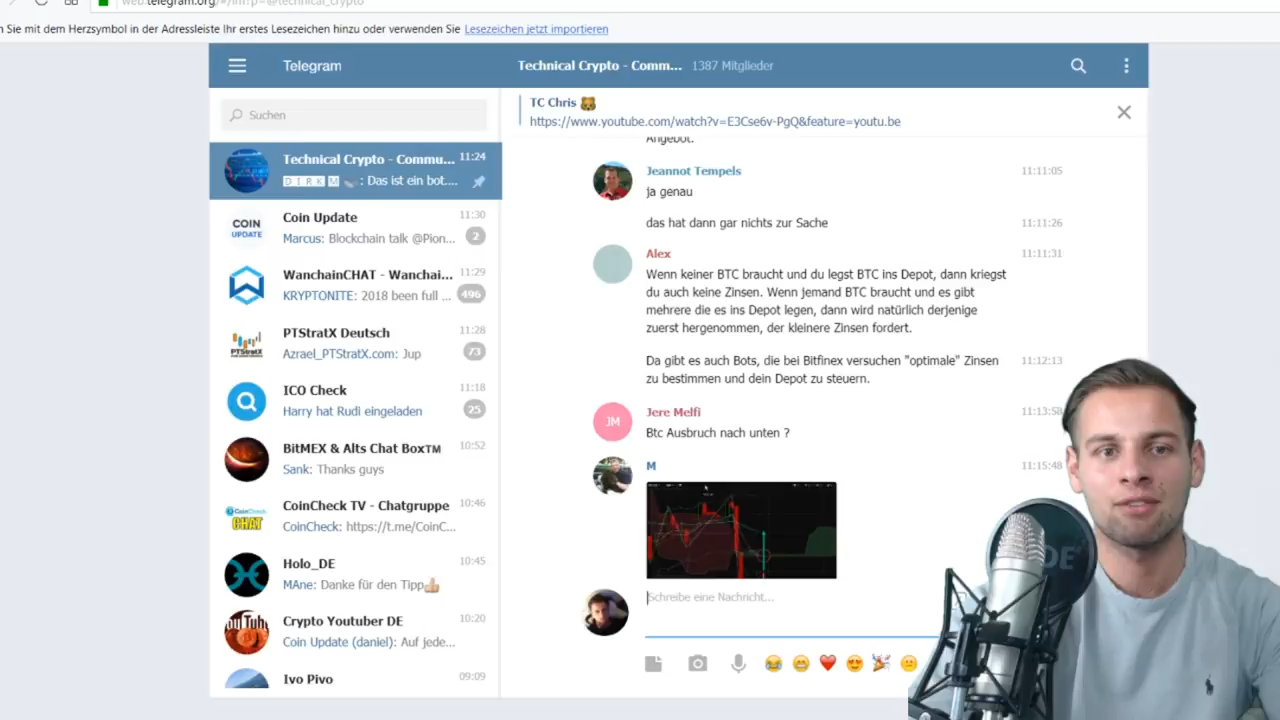 web.telegram.org/#/im?p=@technical_crypto
n Sie mit dem Herzsymbol in der Adressleiste Ihr erstes Lesezeichen hinzu oder verwenden Sie Lesezeichen jetzt importieren
Telegram
Technical Crypto - Comm... 1387 Mitglieder
Suchen
Technical Crypto - Commu... 11:24
DIRK M : Das ist ein bot....
Coin Update 11:30
Marcus: Blockchain talk @Pion... 2
WanchainCHAT - Wanchai... 11:29
KRYPTONITE: 2018 been full ... 496
PTStratX Deutsch 11:28
Azrael_PTStratX.com: Jup 73
ICO Check 11:18
Harry hat Rudi eingeladen 25
BitMEX & Alts Chat Box™ 10:52
Sank: Thanks guys
CoinCheck TV - Chatgruppe 10:46
CoinCheck: https://t.me/CoinC...
Holo_DE 10:45
MAne: Danke für den Tipp👍
Crypto Youtuber DE 10:20
Coin Update (daniel): Auf jede...
Ivo Pivo 09:09
COIN
UPDATE
PTStratX
CoinCheck
CHAT
You Tub
TC Chris 🐯
https://www.youtube.com/watch?v=E3Cse6v-PgQ&feature=youtu.be
Angebot.
Jeannot Tempels 11:11:05
ja genau
das hat dann gar nichts zur Sache 11:11:26
Alex 11:11:31
Wenn keiner BTC braucht und du legst BTC ins Depot, dann kriegst
du auch keine Zinsen. Wenn jemand BTC braucht und es gibt
mehrere die es ins Depot legen, dann wird natürlich derjenige
zuerst hergenommen, der kleinere Zinsen fordert.
Da gibt es auch Bots, die bei Bitfinex versuchen "optimale" Zinsen 11:12:13
zu bestimmen und dein Depot zu steuern.
JM
Jere Melfi 11:13:58
Btc Ausbruch nach unten ?
M 11:15:48
Schreibe eine Nachricht...